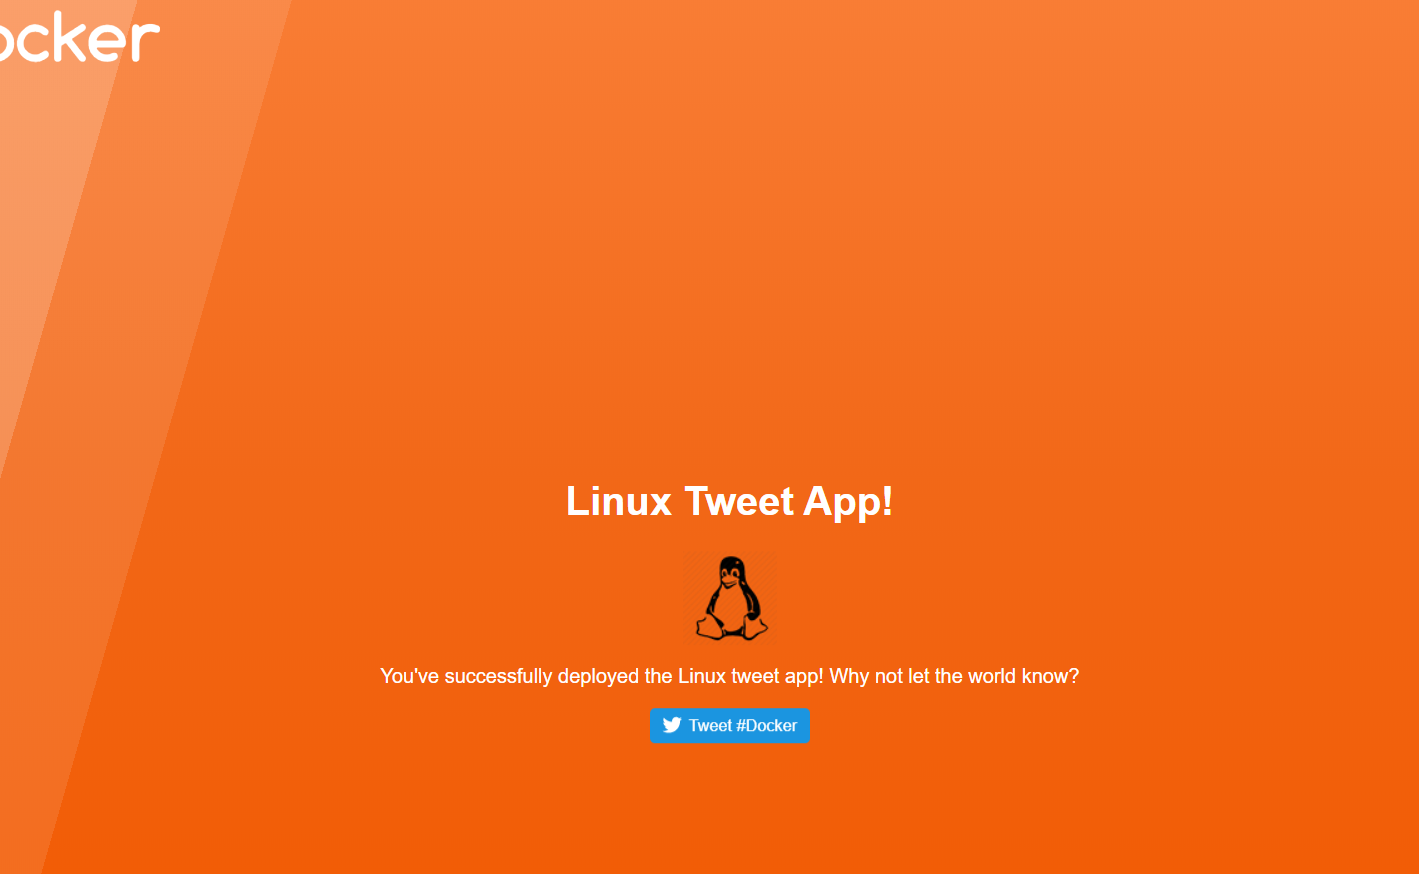 ocker
Linux Tweet App!
You've successfully deployed the Linux tweet app! Why not let the world know?
Tweet #Docker